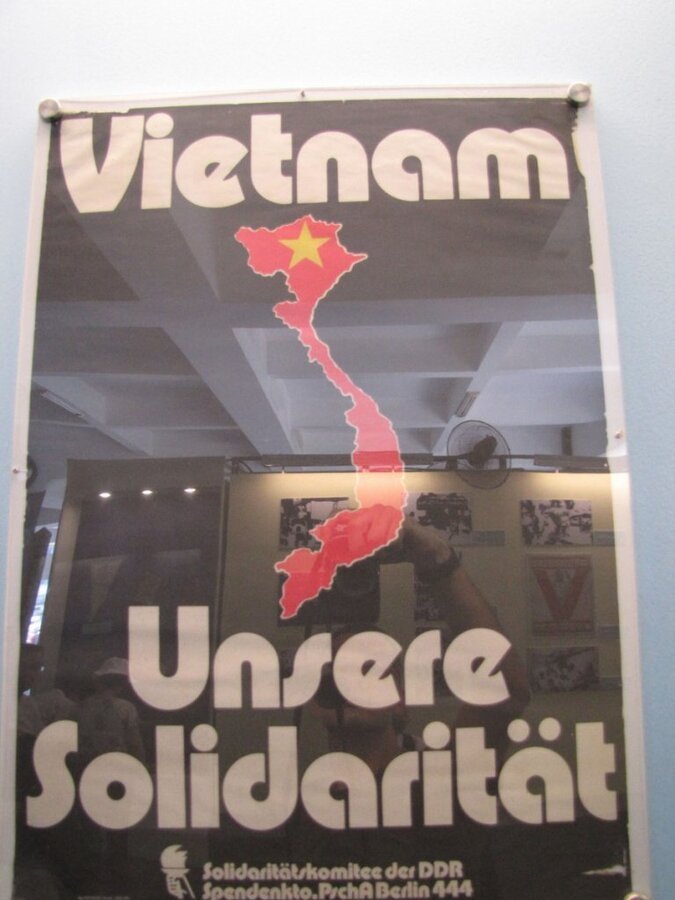 Vietnam
Unsere
Solidarität
Solidaritätskomitee der DDR
Spendenkto. PschA Berlin 444